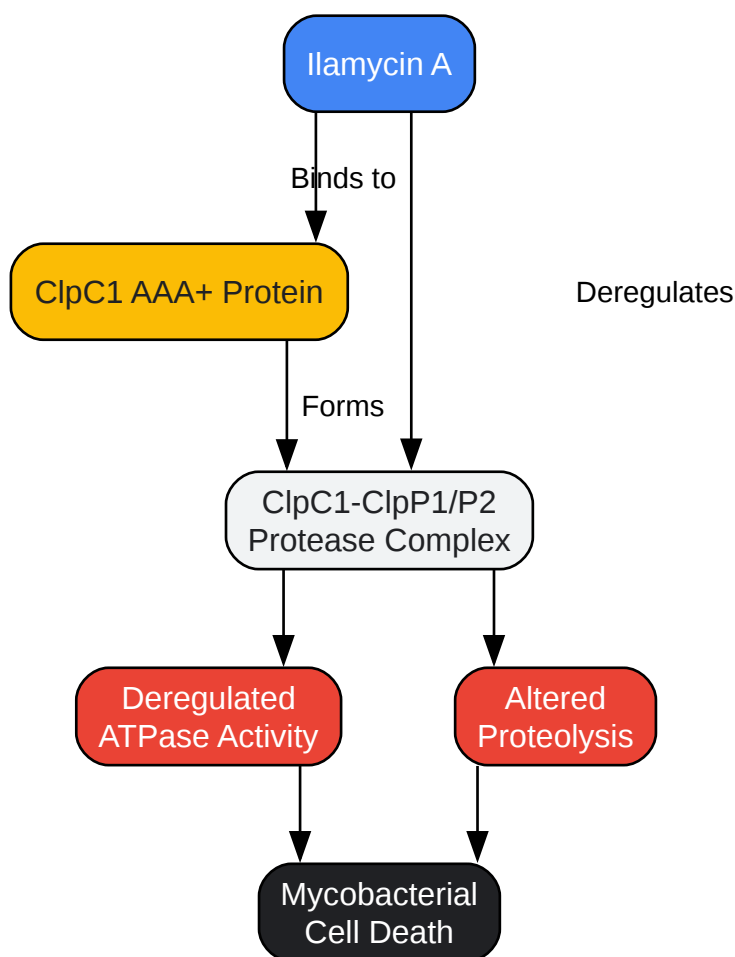 Ilamycin A
Binds to
ClpC1 AAA+ Protein
Deregulates
Forms
ClpC1-ClpP1/P2
Protease Complex
Deregulated
ATPase Activity
Altered
Proteolysis
Mycobacterial
Cell Death